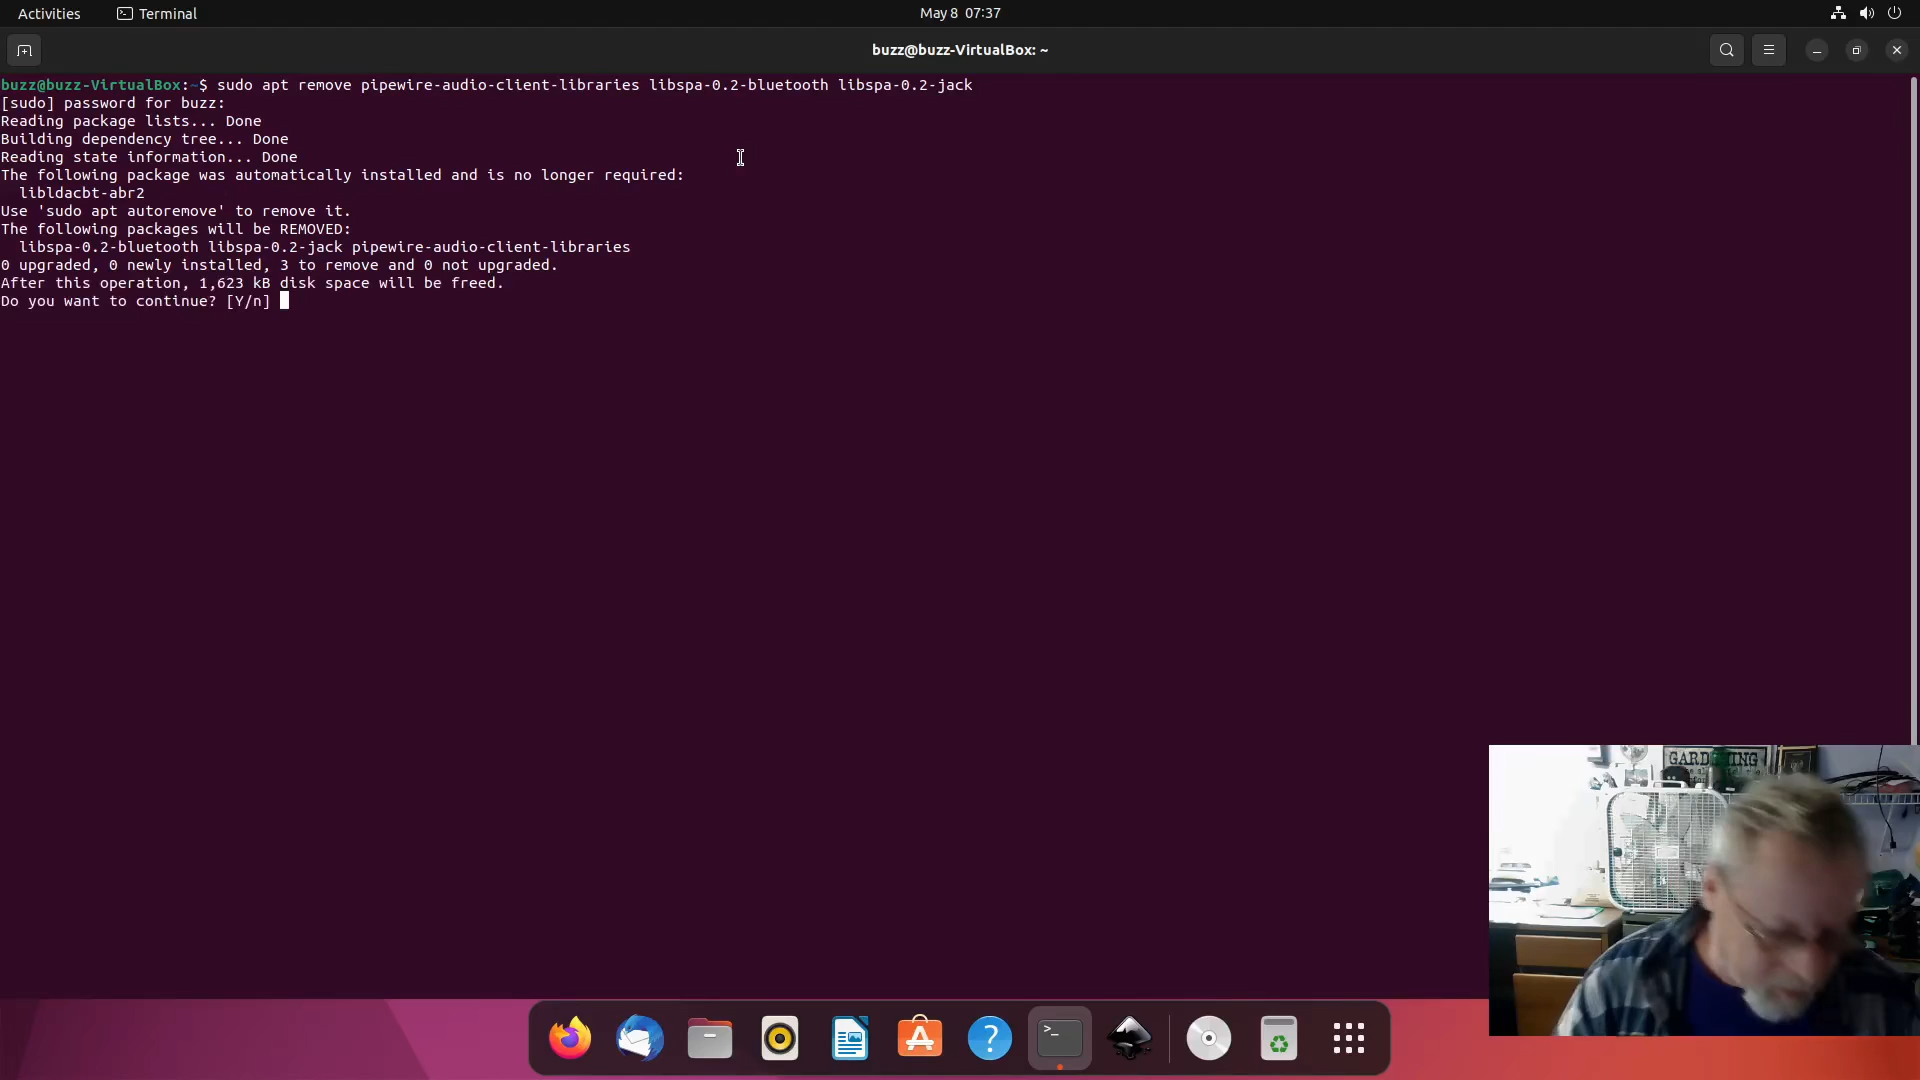 Activities Terminal May 8 07:37
buzz@buzz-VirtualBox: ~
buzz@buzz-VirtualBox:~$ sudo apt remove pipewire-audio-client-libraries libspa-0.2-bluetooth libspa-0.2-jack
[sudo] password for buzz:
Reading package lists... Done
Building dependency tree... Done
Reading state information... Done
The following package was automatically installed and is no longer required:
  libldacbt-abr2
Use 'sudo apt autoremove' to remove it.
The following packages will be REMOVED:
  libspa-0.2-bluetooth libspa-0.2-jack pipewire-audio-client-libraries
0 upgraded, 0 newly installed, 3 to remove and 0 not upgraded.
After this operation, 1,623 kB disk space will be freed.
Do you want to continue? [Y/n]
GARDENING